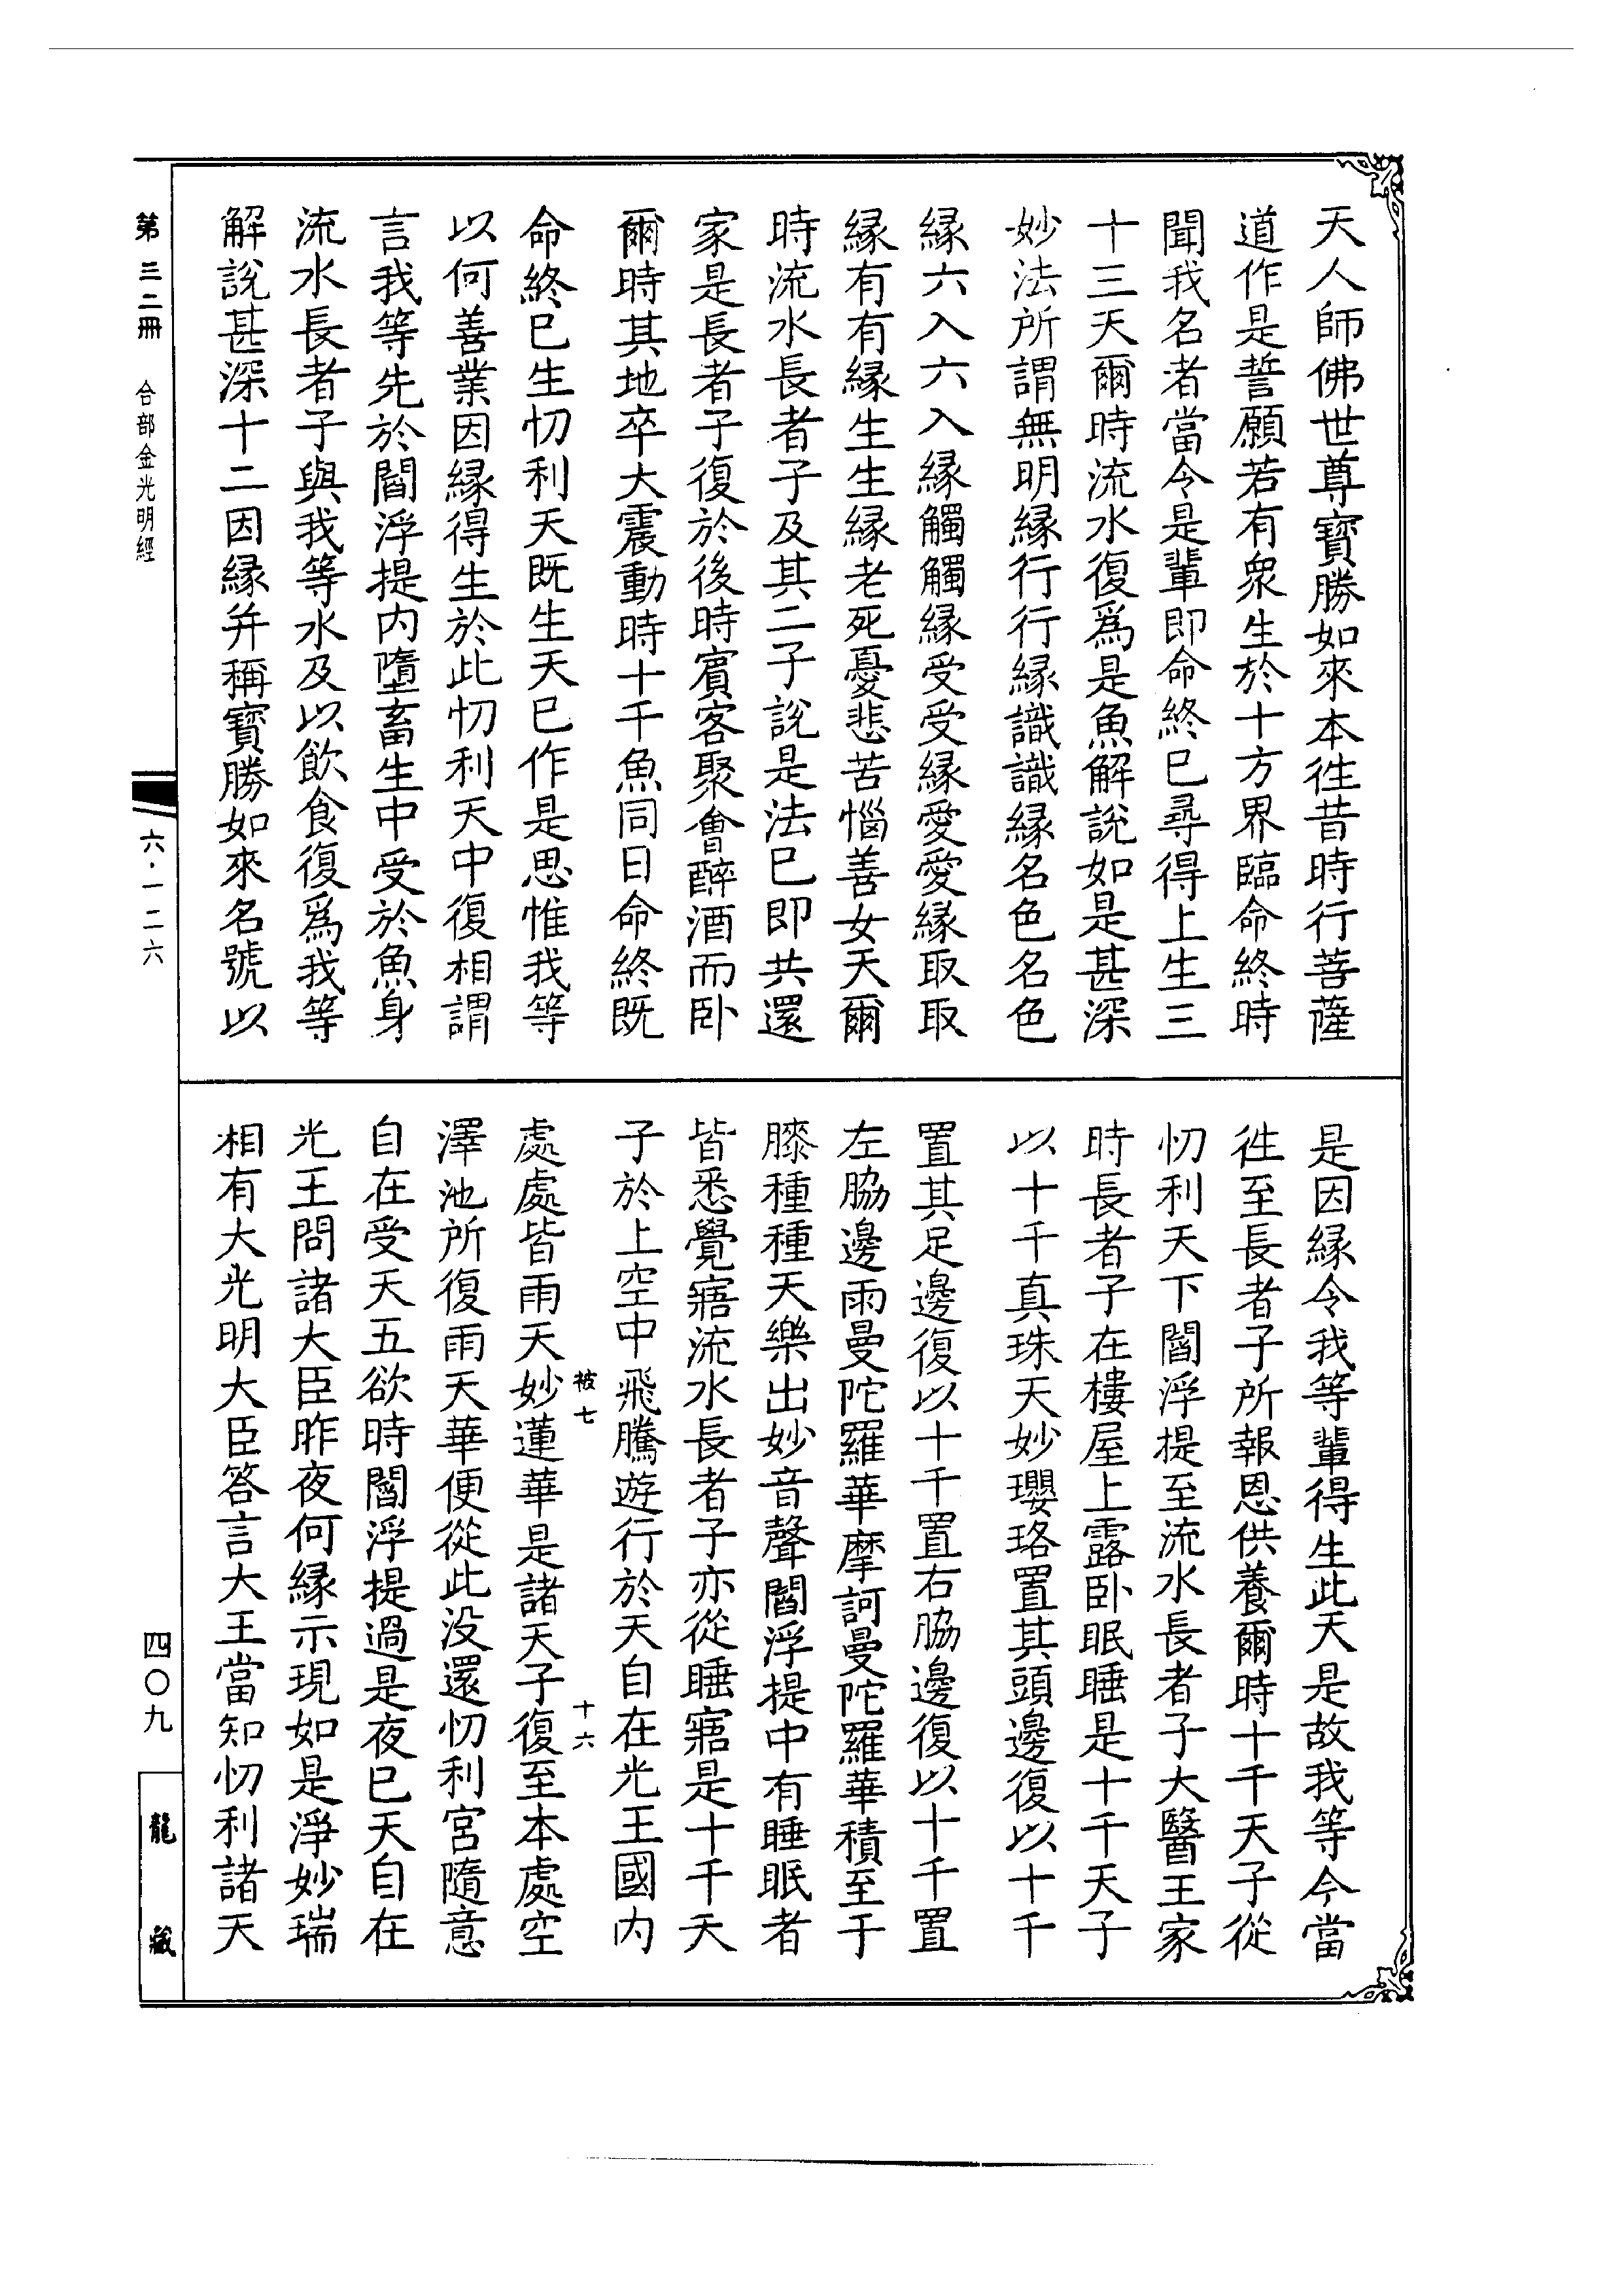 天人師佛世尊寳勝如來本徃昔時行菩薩
道作是誓願若有衆生於十方界臨命終時
聞我名者當令是輩即命終已尋得上生三
十三天爾時流水復爲是魚解說如是甚深
妙法所謂無明縁行行縁識識縁名色名色
縁六入六入縁觸觸縁受受縁愛愛縁取取
縁有有縁生生縁老死憂悲苦惱善女天爾
時流水長者子及其二子說是法已即共還
家是長者子復於後時賓客聚會醉酒而卧
爾時其地卒大震動時十千魚同日命終既
命終已生忉利天既生天已作是思惟我等
以何善業因縁得生於此忉利天中復相謂
言我等先於閻浮提内墮畜生中受於魚身
流水長者子與我等水及以飲食復爲我等
解說甚深十二因縁并稱寳勝如來名號以
是因縁令我等輩得生此天是故我等今當
徃至長者子所報恩供養爾時十千天子從
忉利天下閻浮提至流水長者子大醫王家
時長者子在樓屋上露卧眠睡是十千天子
以十千真珠天妙瓔珞置其頭邊復以十千
置其足邊復以十千置右脇邊復以十千置
左脇邊雨曼陀羅華摩訶曼陀羅華積至于
膝種種天樂出妙音聲閻浮提中有睡眠者
皆悉覺寤流水長者子亦從睡寤是十千天
子於上空中飛騰遊行於天自在光王國内
被七 十六
處處皆雨天妙蓮華是諸天子復至本處空
澤池所復雨天華便從此没還忉利宮隨意
自在受天五欲時閻浮提過是夜已天自在
光王問諸大臣昨夜何縁示現如是淨妙瑞
相有大光明大臣答言大王當知忉利諸天
第三二冊 合部金光明經
六·一二六
四〇九
龍藏